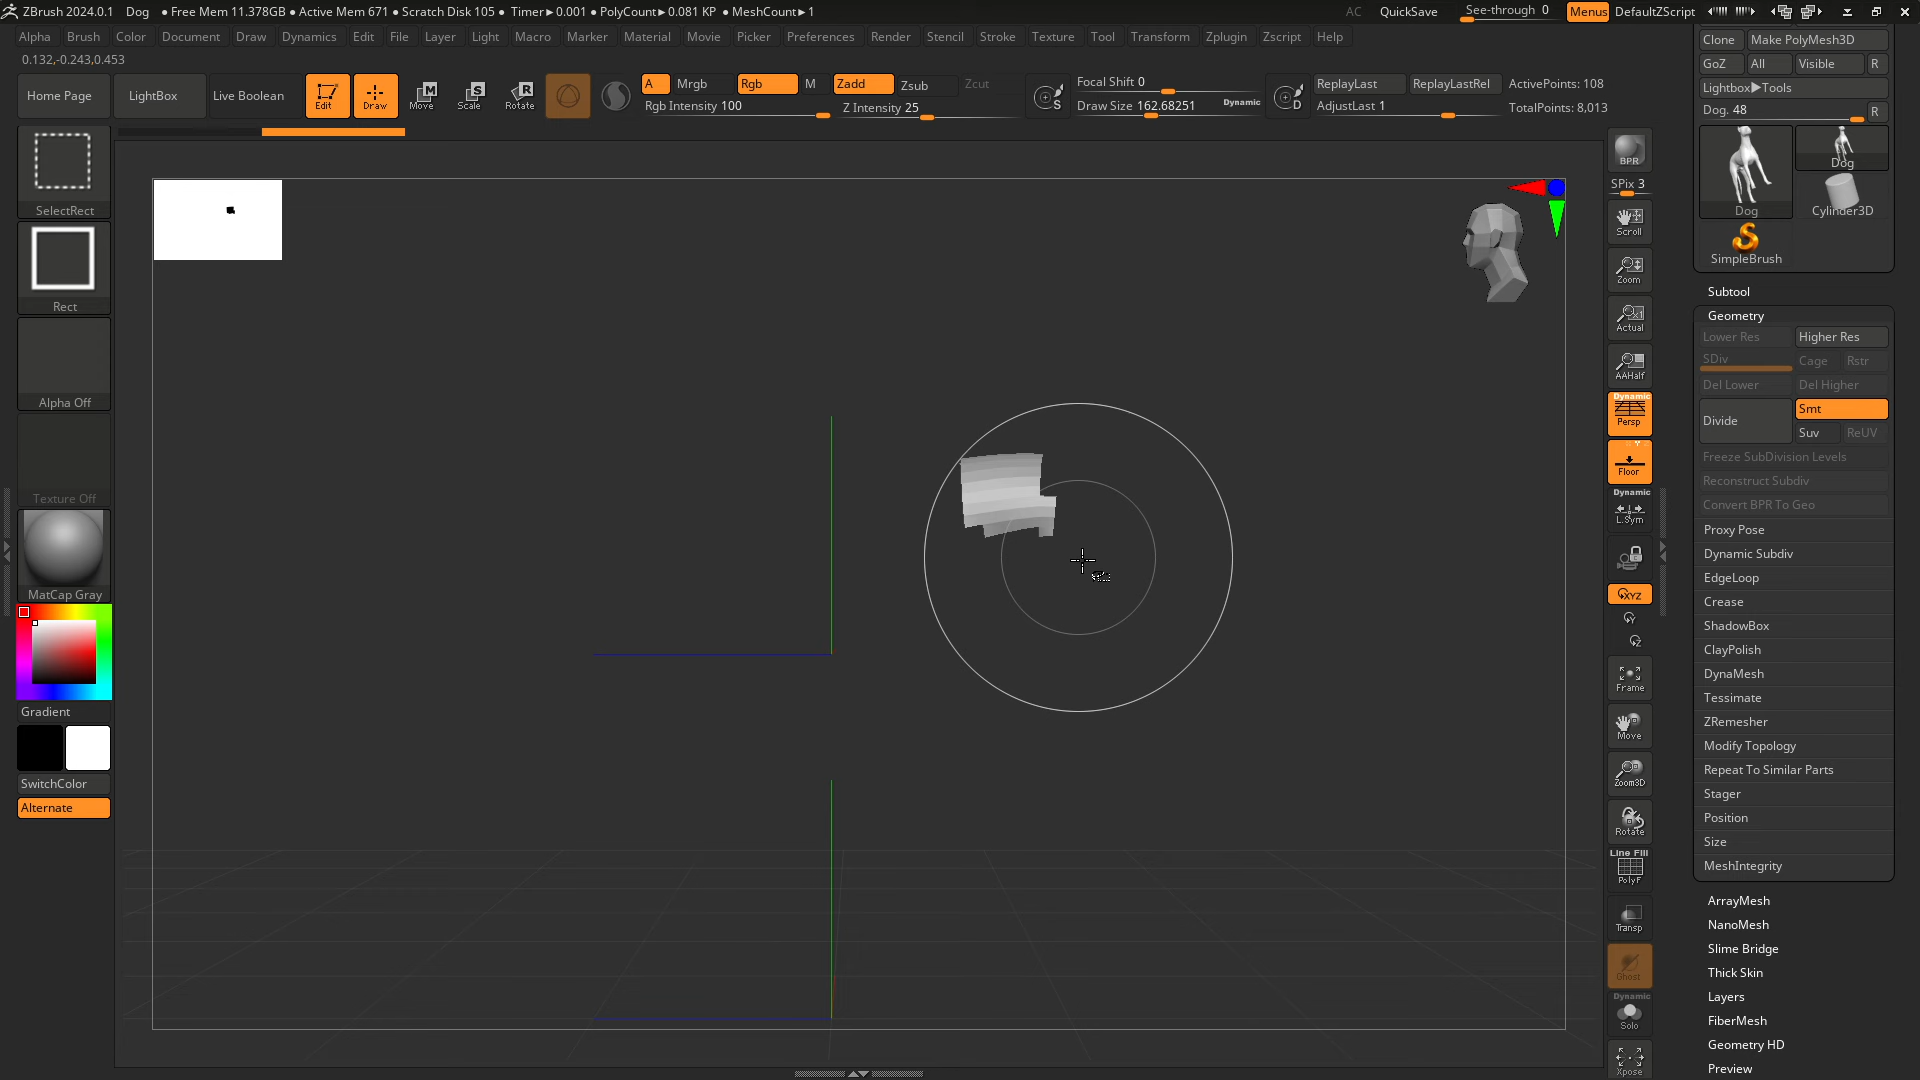 ZBrush 2024.0.1 Dog ● Free Mem 11.378GB ● Active Mem 671 ● Scratch Disk 105 ● Timer►0.001 ● PolyCount►0.081 KP ● MeshCount►1 AC QuickSave See-through 0 Menus DefaultZScript
Alpha Brush Color Document Draw Dynamics Edit File Layer Light Macro Marker Material Movie Picker Preferences Render Stencil Stroke Texture Tool Transform Zplugin Zscript Help
0.132,-0.243,0.453
Home Page LightBox Live Boolean Edit Draw Move Scale Rotate
A Mrgb Rgb M Zadd Zsub Zcut
Rgb Intensity 100 Z Intensity 25
Focal Shift 0
Draw Size 162.68251 Dynamic
ReplayLast ReplayLastRel
AdjustLast 1
ActivePoints: 108
TotalPoints: 8,013
SelectRect
Rect
Alpha Off
Texture Off
MatCap Gray
Gradient
SwitchColor
Alternate
BPR
SPix 3
Scroll
Zoom
Actual
AAHalf
Dynamic
Persp
Floor
Dynamic
L.Sym
XYZ
Y
Z
Frame
Move
Zoom3D
Rotate
Line Fill
PolyF
Transp
Ghost
Dynamic
Solo
Xpose
Clone Make PolyMesh3D
GoZ All Visible R
Lightbox►Tools
Dog. 48 R
Dog Dog
Cylinder3D
SimpleBrush
Subtool
Geometry
Lower Res Higher Res
SDiv Cage Rstr
Del Lower Del Higher
Divide Smt
Suv ReUV
Freeze SubDivision Levels
Reconstruct Subdiv
Convert BPR To Geo
Proxy Pose
Dynamic Subdiv
EdgeLoop
Crease
ShadowBox
ClayPolish
DynaMesh
Tessimate
ZRemesher
Modify Topology
Repeat To Similar Parts
Stager
Position
Size
MeshIntegrity
ArrayMesh
NanoMesh
Slime Bridge
Thick Skin
Layers
FiberMesh
Geometry HD
Preview